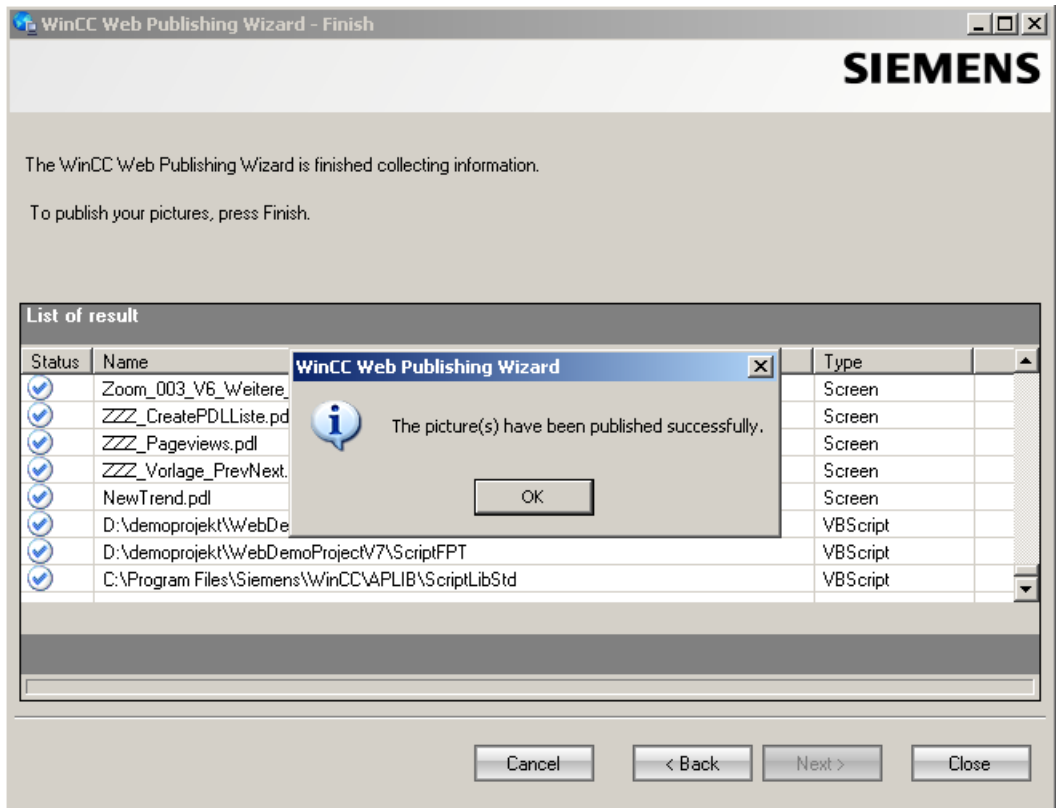 WinCC Web Publishing Wizard - Finish
SIEMENS
The WinCC Web Publishing Wizard is finished collecting information.
To publish your pictures, press Finish.
List of result
Status Name Type
Zoom_003_V6_Weitere_ Screen
ZZZ_CreatePDLListe.pd Screen
ZZZ_Pageviews.pdl Screen
ZZZ_Vorlage_PrevNext. Screen
NewTrend.pdl Screen
D:\demoprojekt\WebDe VBScript
D:\demoprojekt\WebDemoProjectV7\ScriptFPT VBScript
C:\Program Files\Siemens\WinCC\APLIB\ScriptLibStd VBScript
WinCC Web Publishing Wizard
The picture(s) have been published successfully.
OK
Cancel < Back Next > Close